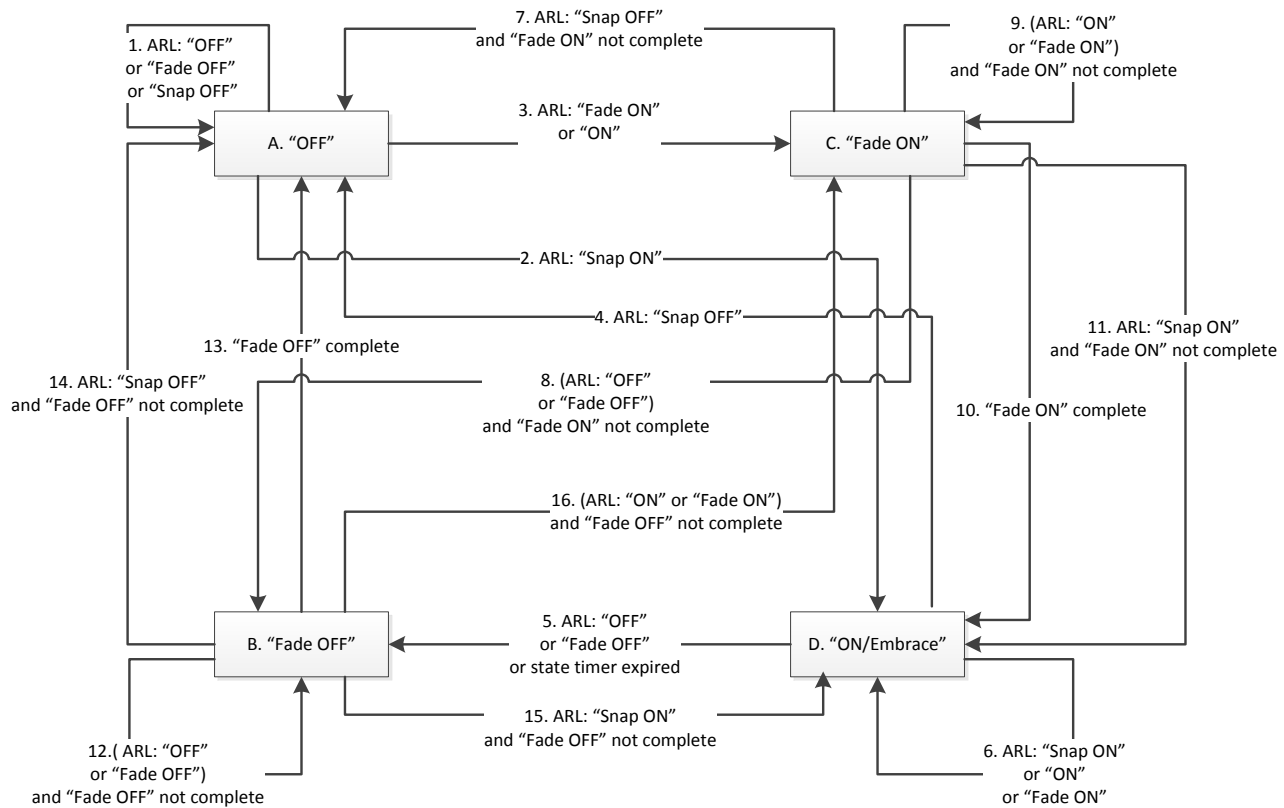 7. ARL: “Snap OFF”
and “Fade ON” not complete
9. (ARL: “ON”
or “Fade ON”)
and “Fade ON” not complete
1. ARL: “OFF”
or “Fade OFF”
or “Snap OFF”
3. ARL: “Fade ON”
or “ON”
A. “OFF”
C. “Fade ON”
2. ARL: “Snap ON”
4. ARL: “Snap OFF”
11. ARL: “Snap ON”
and “Fade ON” not complete
13. “Fade OFF” complete
14. ARL: “Snap OFF”
and “Fade OFF” not complete
8. (ARL: “OFF”
or “Fade OFF”)
and “Fade ON” not complete
10. “Fade ON” complete
16. (ARL: “ON” or “Fade ON”)
and “Fade OFF” not complete
B. “Fade OFF”
5. ARL: “OFF”
or “Fade OFF”
or state timer expired
D. “ON/Embrace”
15. ARL: “Snap ON”
and “Fade OFF” not complete
12.( ARL: “OFF”
or “Fade OFF”)
and “Fade OFF” not complete
6. ARL: “Snap ON”
or “ON”
or “Fade ON”